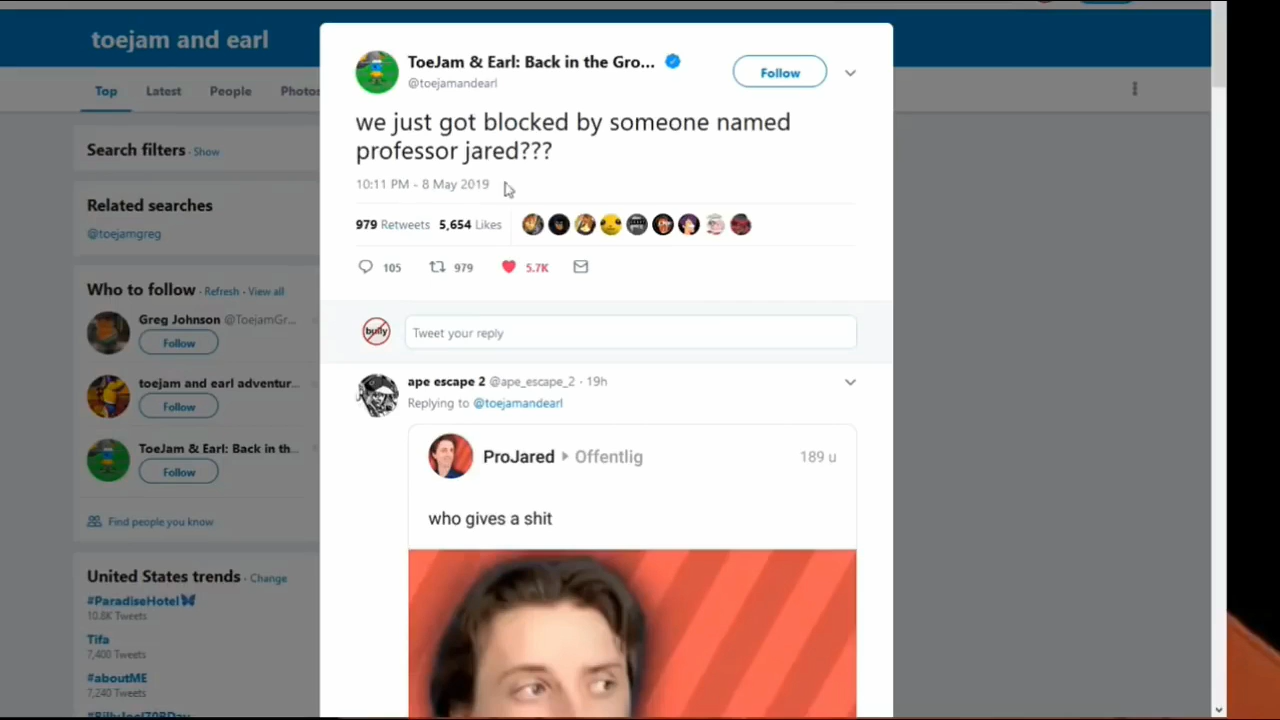 toejam and earl
Top Latest People Photos
Search filters · Show
Related searches
@toejamgreg
Who to follow · Refresh · View all
Greg Johnson @ToejamGr...
Follow
toejam and earl adventur...
Follow
ToeJam & Earl: Back in th...
Follow
Find people you know
United States trends · Change
#ParadiseHotel
10.8K Tweets
Tifa
7,400 Tweets
#aboutME
7,240 Tweets
#BillyJoel70BDay
ToeJam & Earl: Back in the Gro...
@toejamandearl
Follow
we just got blocked by someone named
professor jared???
10:11 PM - 8 May 2019
979 Retweets 5,654 Likes
105 979 5.7K
bully
Tweet your reply
ape escape 2 @ape_escape_2 · 19h
Replying to @toejamandearl
ProJared Offentlig 189 u
who gives a shit